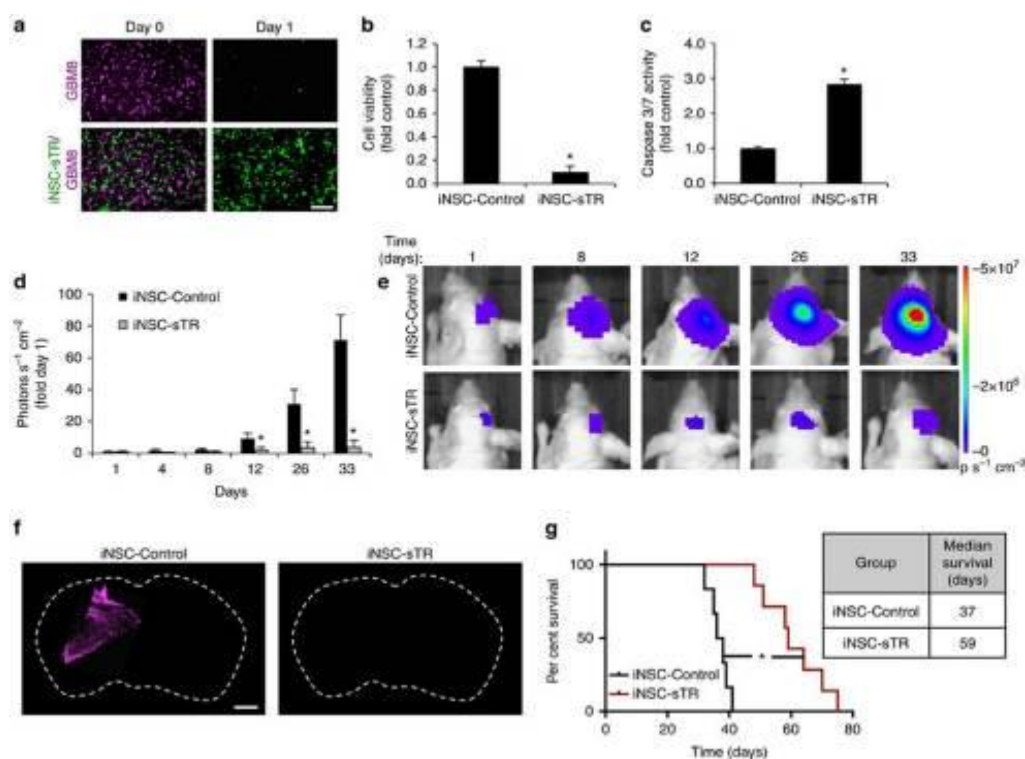 a
Day 0
Day 1
GBM8
iNSC-sTR/
GBM8
b
Cell viability
(fold control)
1.2
1.0
0.8
0.6
0.4
0.2
0.0
*
iNSC-Control
iNSC-sTR
c
Caspase 3/7 activity
(fold control)
4.0
3.0
2.0
1.0
*
iNSC-Control
iNSC-sTR
d
Photons s⁻¹ cm⁻²
(fold day 1)
100
80
60
40
20
0
iNSC-Control
iNSC-sTR
* * *
1 4 8 12 26 33
Days
e
Time
(days):
1 8 12 26 33
iNSC-Control
iNSC-sTR
–5×10⁷
–0
p s⁻¹ cm⁻²
f
iNSC-Control
iNSC-sTR
g
Per cent survival
100
50
0
*
iNSC-Control
iNSC-sTR
0 20 40 60 80
Time (days)
Group
Median
survival
(days)
iNSC-Control 37
iNSC-sTR 59